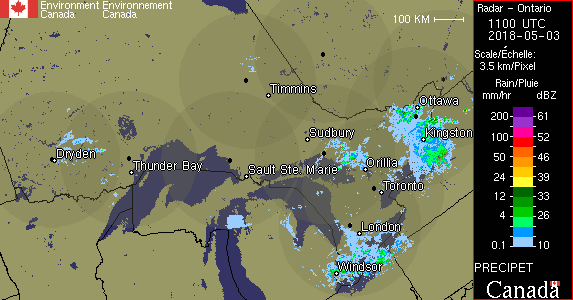 Environment Environnement
Canada Canada
100 KM
Timmins
Ottawa
Sudbury
Kingston
Dryden
Thunder Bay
Sault Ste. Marie
Orillia
Toronto
London
Windsor
Radar - Ontario
1100 UTC
2018-05-03
Scale/Échelle:
3.5 km/Pixel
Rain/Pluie
mm/hr dBZ
200 61
100 52
50 46
24 39
12 33
4 26
1 18
0.1 10
PRECIPET
Canada